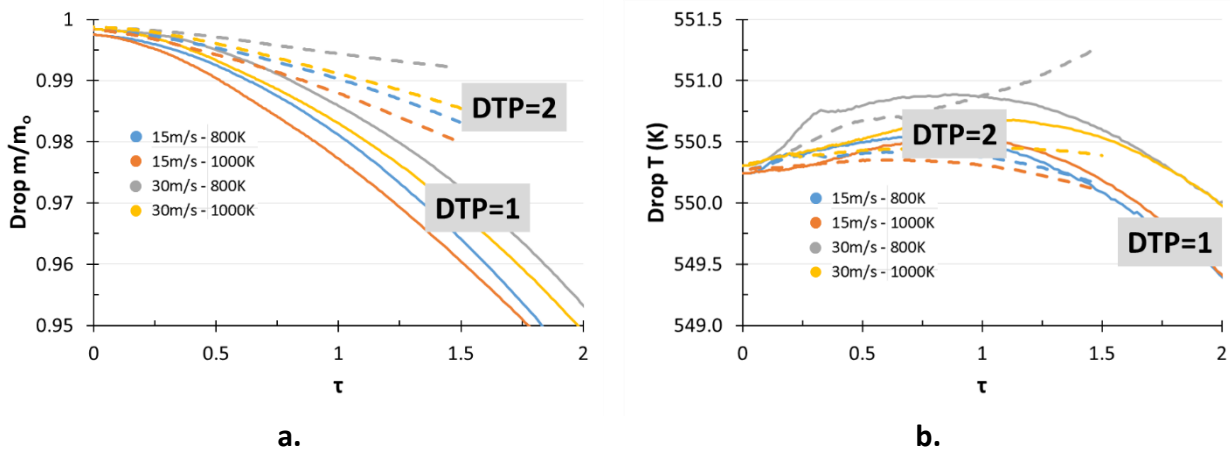 1
0.99
0.98
0.97
0.96
0.95
0
0.5
1
1.5
2
Drop m/mₒ
τ
15m/s - 800K
15m/s - 1000K
30m/s - 800K
30m/s - 1000K
DTP=2
DTP=1
a.
551.5
551.0
550.5
550.0
549.5
549.0
0
0.5
1
1.5
2
Drop T (K)
τ
15m/s - 800K
15m/s - 1000K
30m/s - 800K
30m/s - 1000K
DTP=2
DTP=1
b.